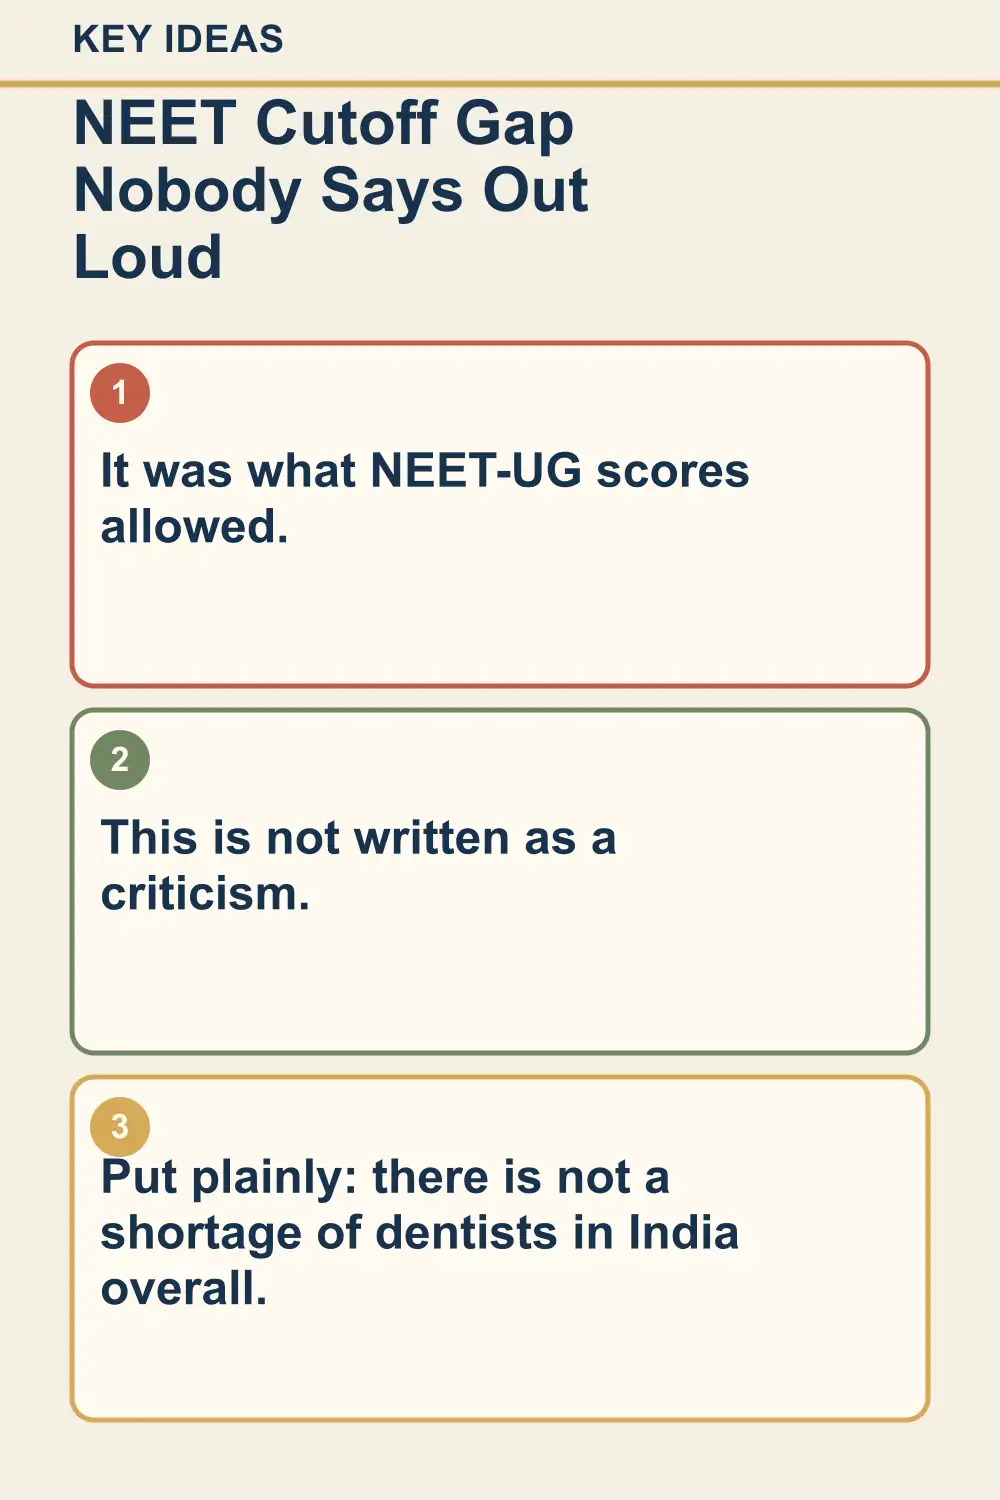 KEY IDEAS
NEET Cutoff Gap
Nobody Says Out
Loud
1
It was what NEET-UG scores
allowed.
2
This is not written as a
criticism.
3
Put plainly: there is not a
shortage of dentists in India
overall.